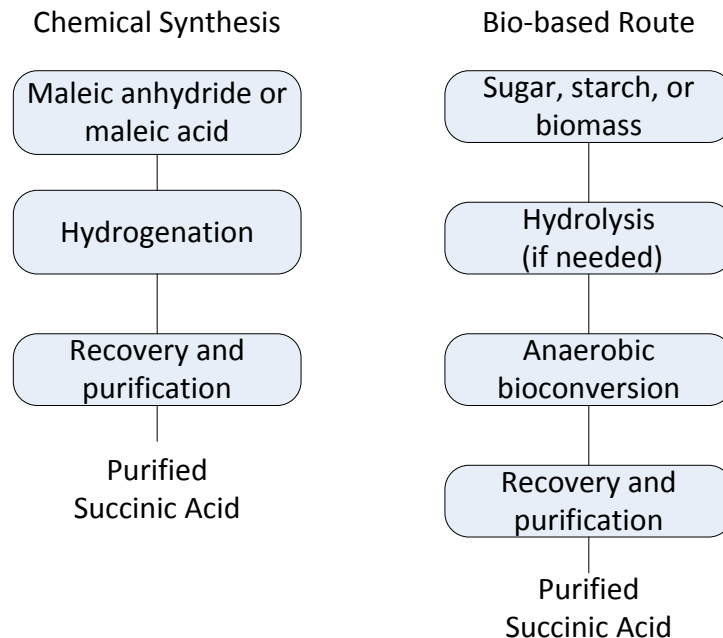 Chemical Synthesis
Maleic anhydride or
maleic acid
Hydrogenation
Recovery and
purification
Purified
Succinic Acid
Bio-based Route
Sugar, starch, or
biomass
Hydrolysis
(if needed)
Anaerobic
bioconversion
Recovery and
purification
Purified
Succinic Acid